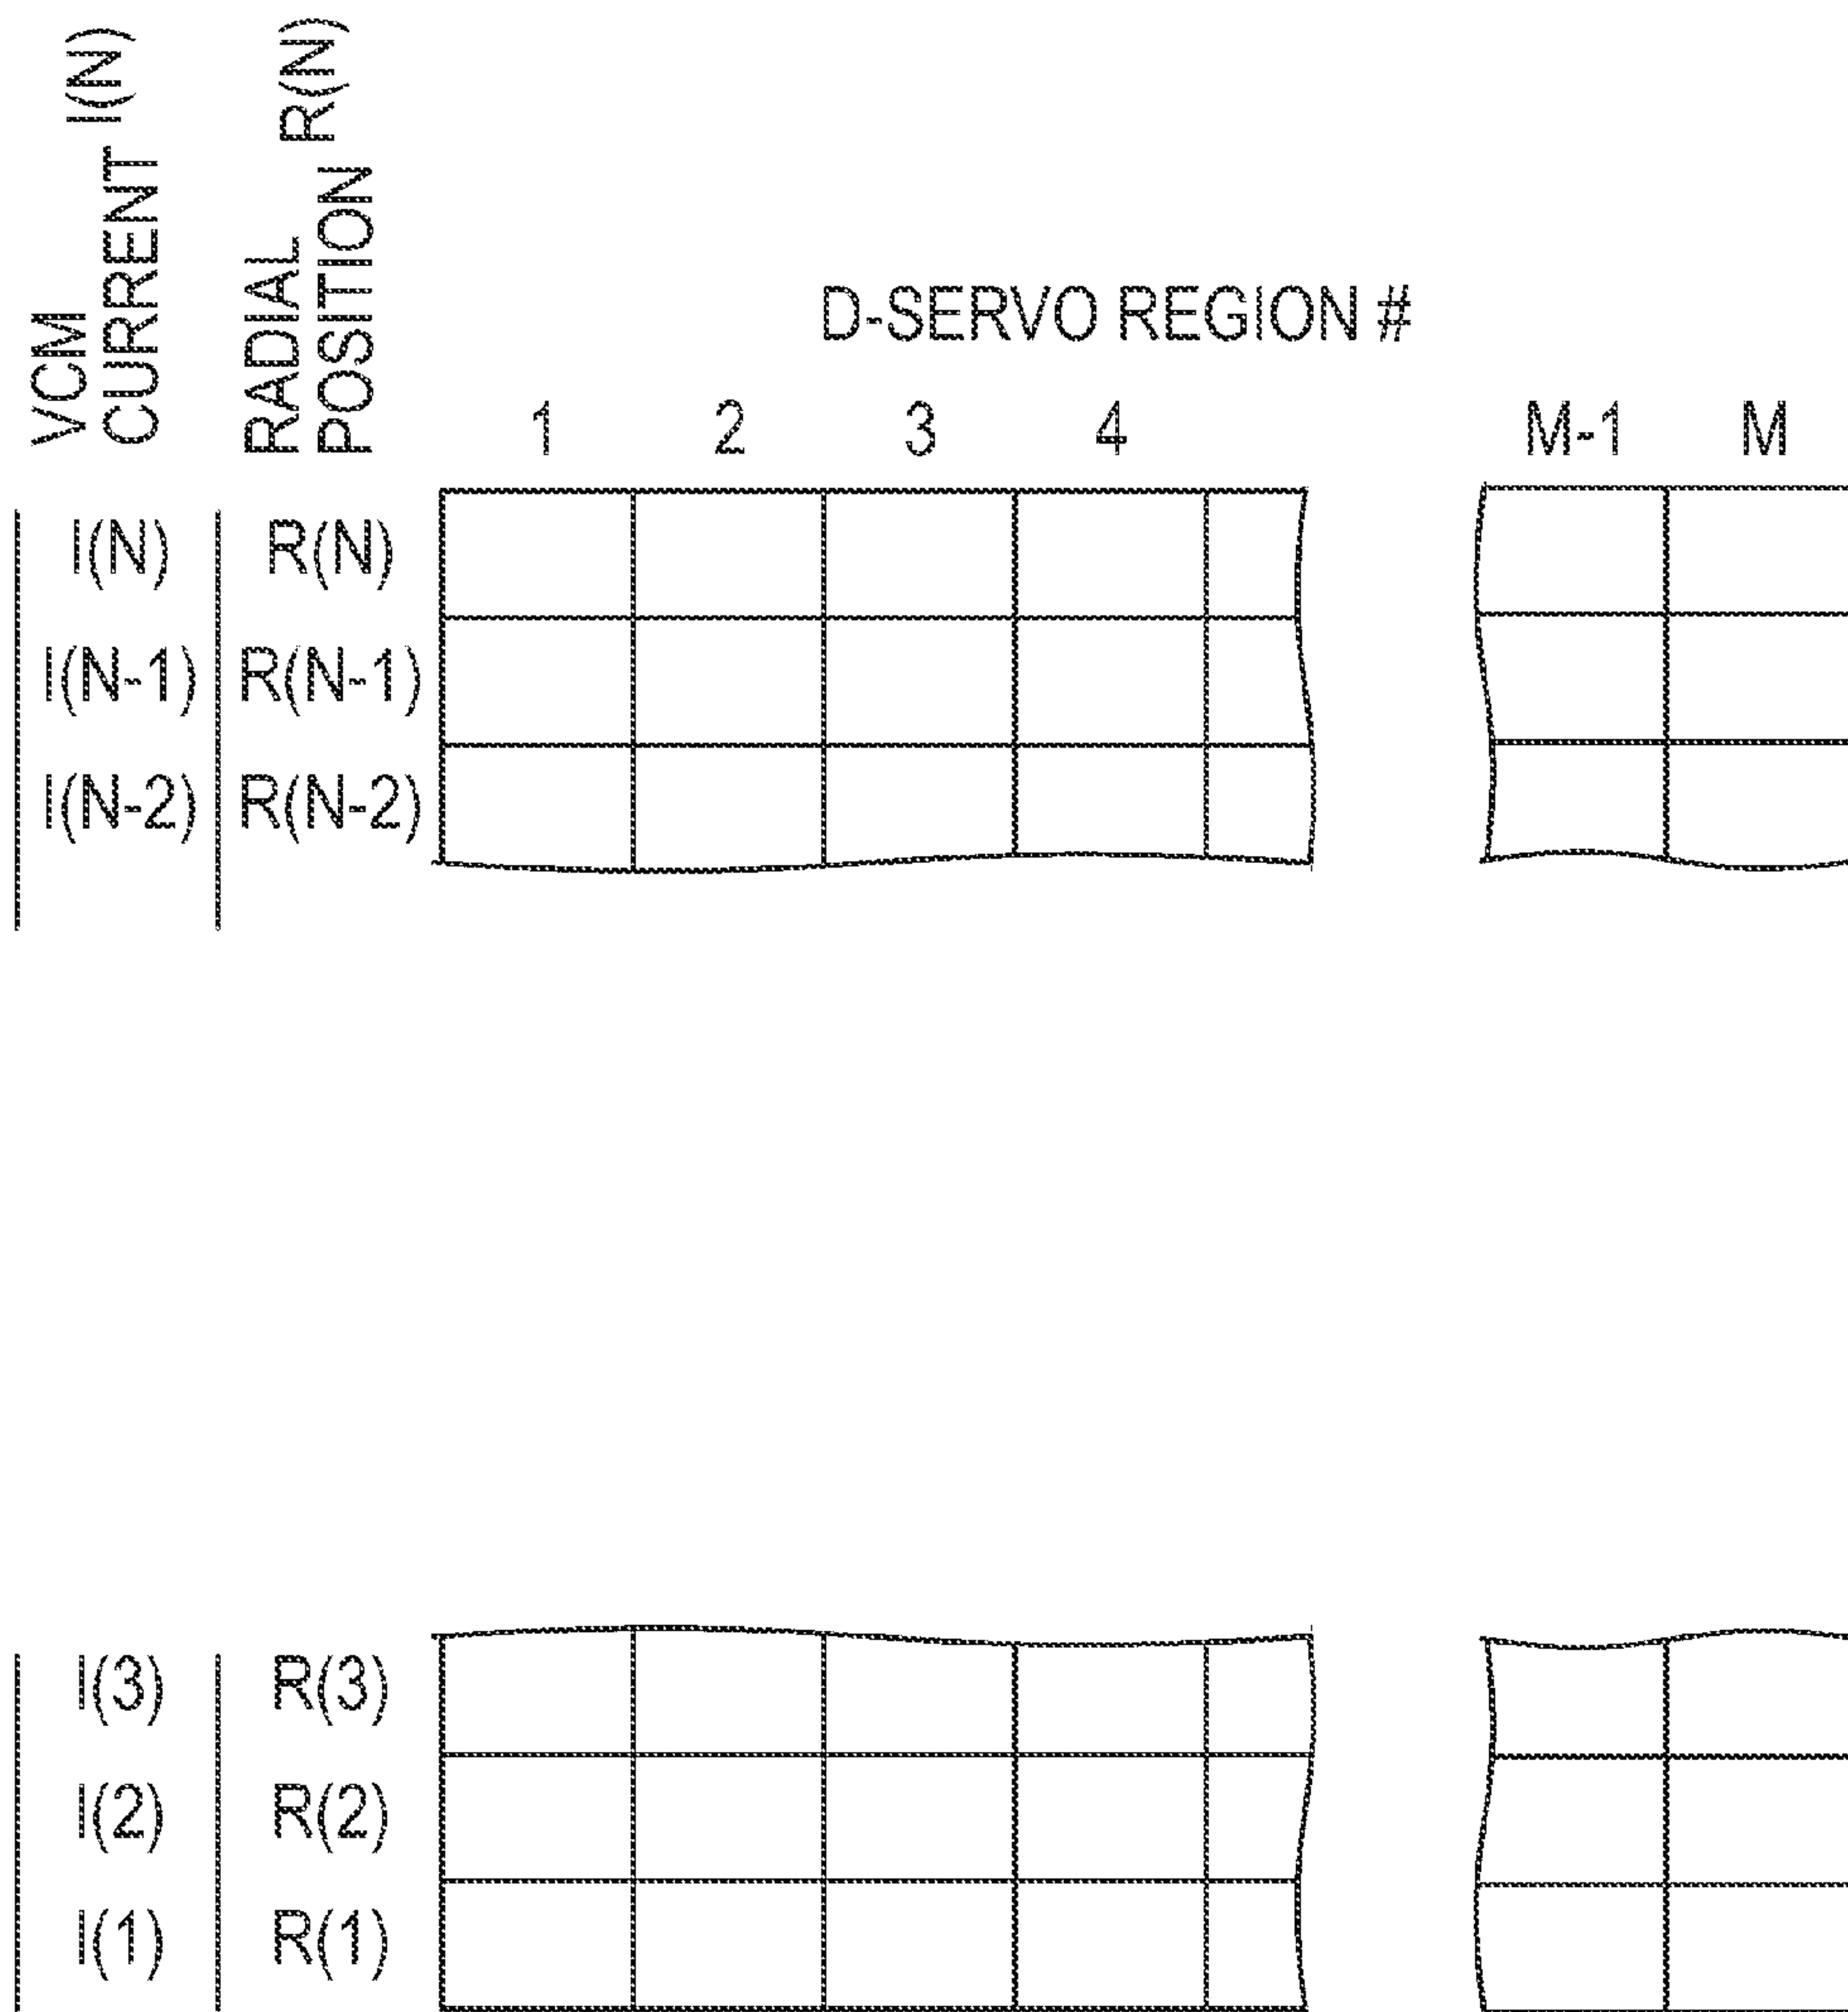 VCM
CURRENT I(N)
RADIAL
POSITION R(N)
D-SERVO REGION #
1 2 3 4 M-1 M
I(N) R(N)
I(N-1) R(N-1)
I(N-2) R(N-2)
I(3) R(3)
I(2) R(2)
I(1) R(1)